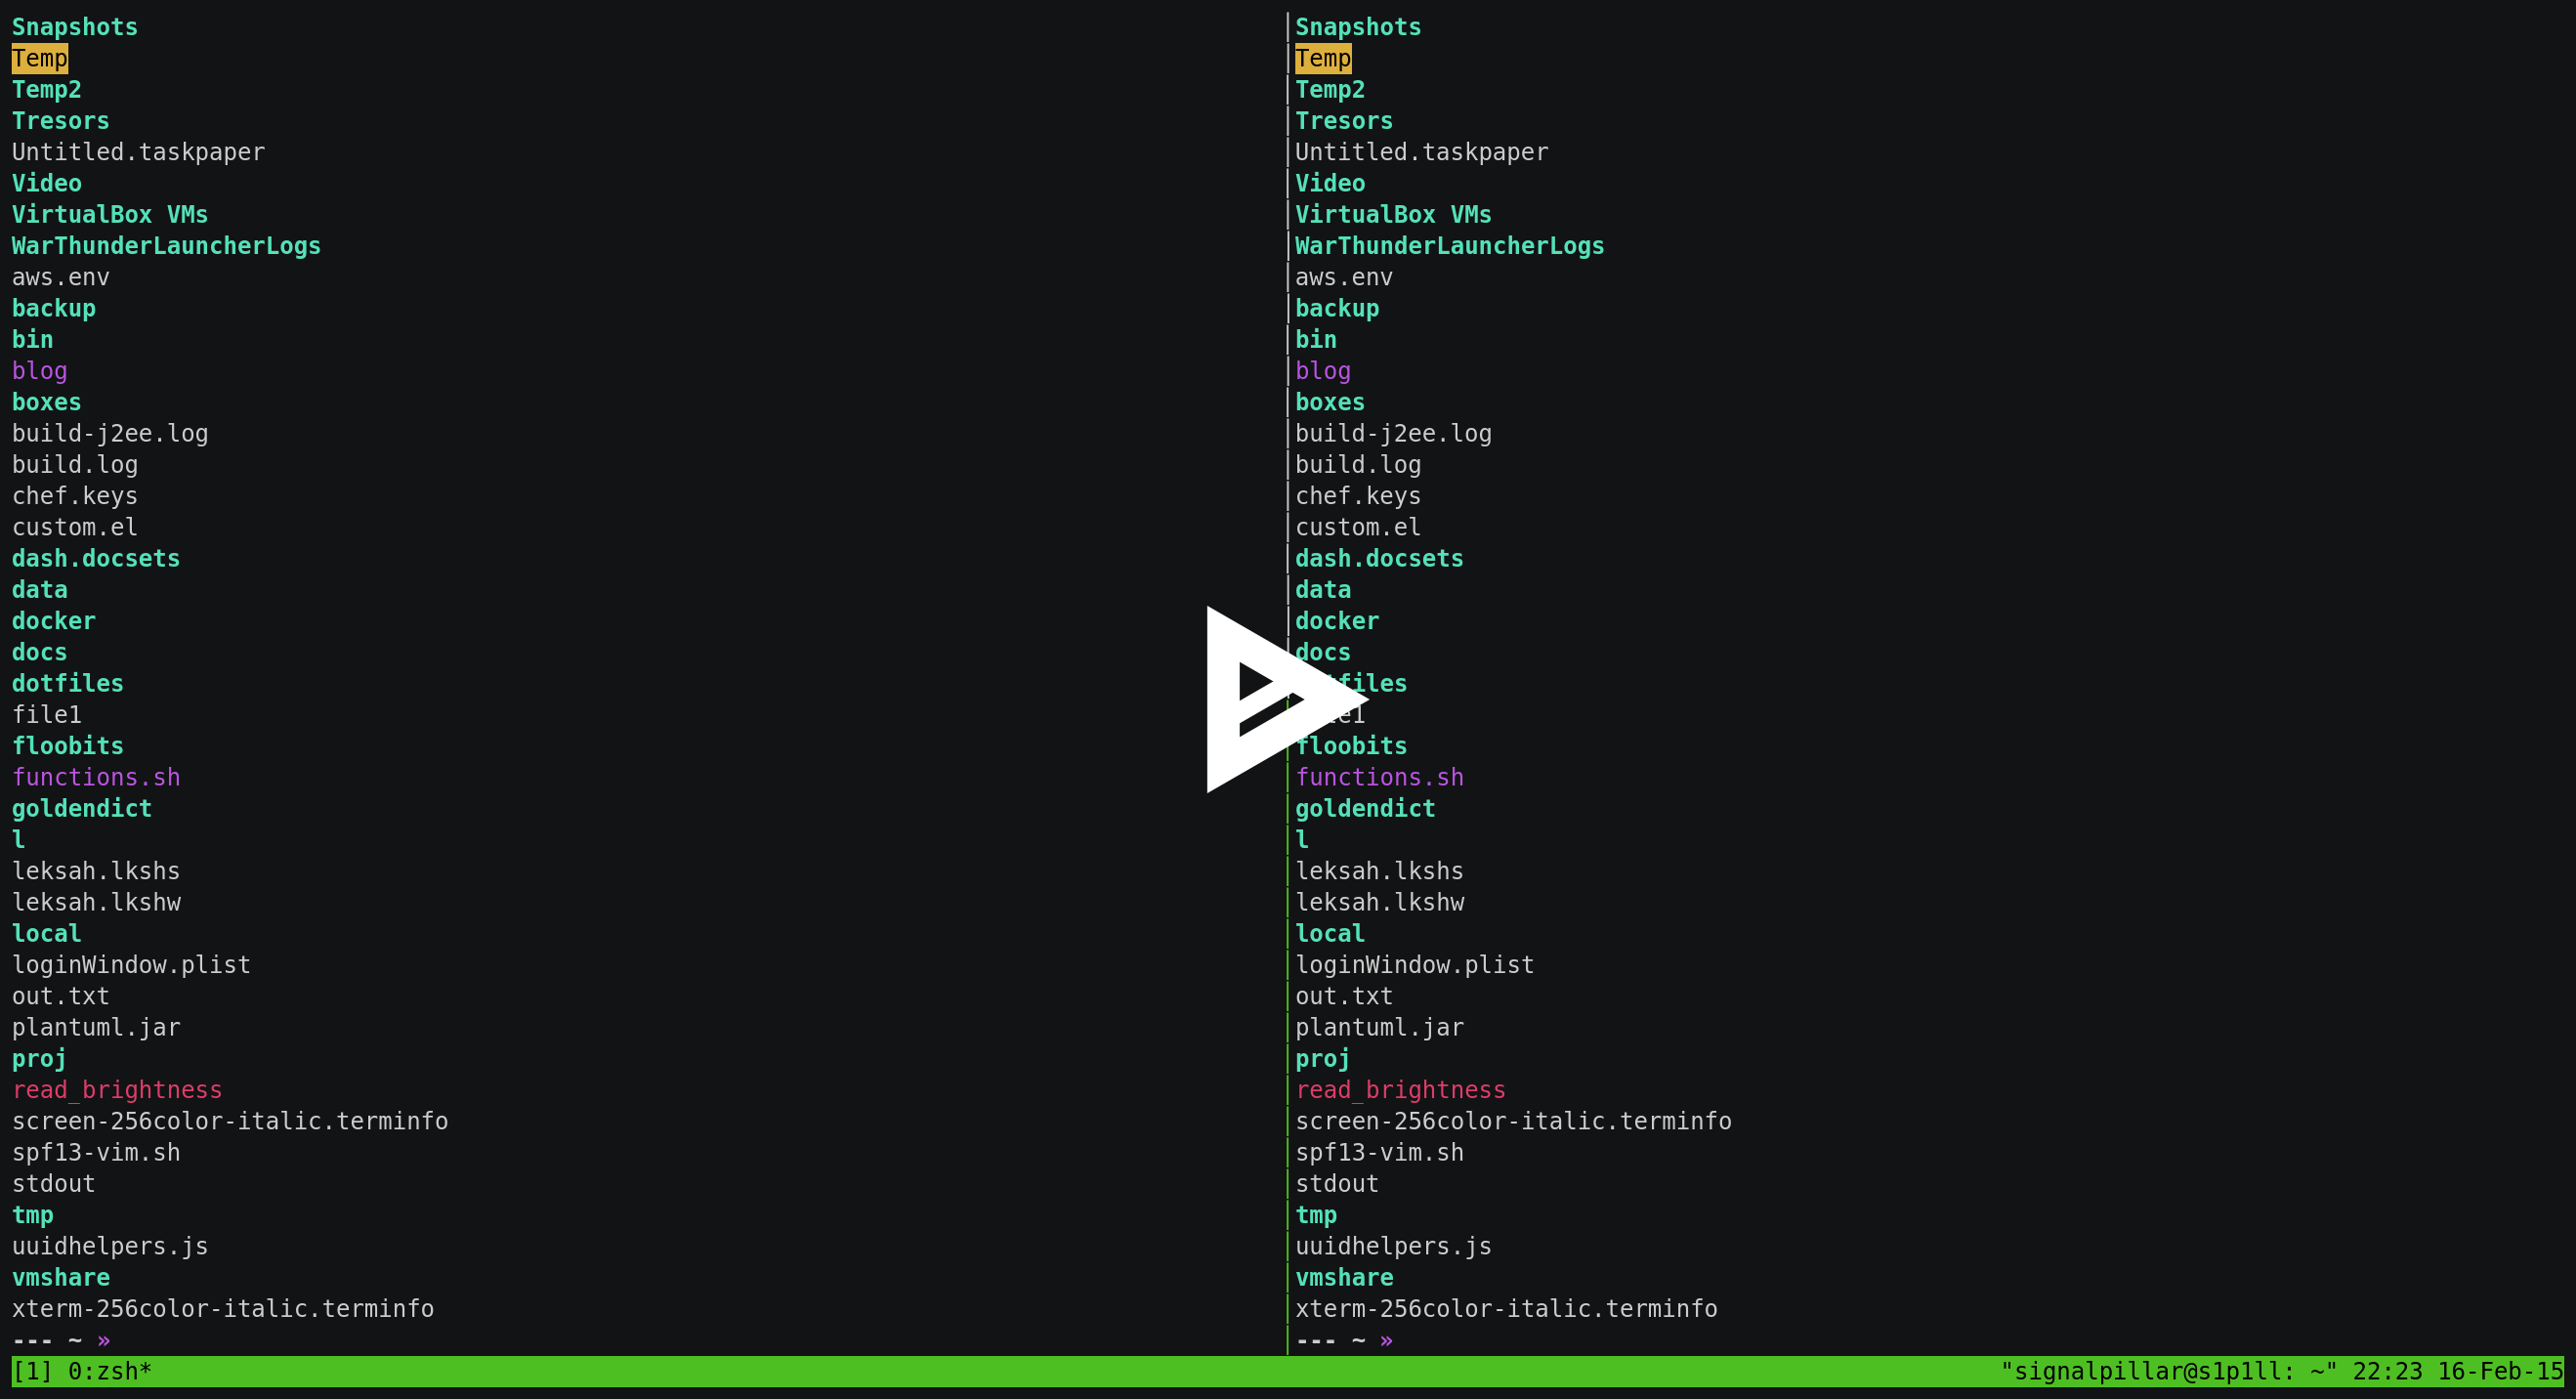 Snapshots
Temp
Temp2
Tresors
Untitled.taskpaper
Video
VirtualBox VMs
WarThunderLauncherLogs
aws.env
backup
bin
blog
boxes
build-j2ee.log
build.log
chef.keys
custom.el
dash.docsets
data
docker
docs
dotfiles
file1
floobits
functions.sh
goldendict
l
leksah.lkshs
leksah.lkshw
local
loginWindow.plist
out.txt
plantuml.jar
proj
read_brightness
screen-256color-italic.terminfo
spf13-vim.sh
stdout
tmp
uuidhelpers.js
vmshare
xterm-256color-italic.terminfo
--- ~ »
Snapshots
Temp
Temp2
Tresors
Untitled.taskpaper
Video
VirtualBox VMs
WarThunderLauncherLogs
aws.env
backup
bin
blog
boxes
build-j2ee.log
build.log
chef.keys
custom.el
dash.docsets
data
docker
docs
floobits
functions.sh
goldendict
l
leksah.lkshs
leksah.lkshw
local
loginWindow.plist
out.txt
plantuml.jar
proj
read_brightness
screen-256color-italic.terminfo
spf13-vim.sh
stdout
tmp
uuidhelpers.js
vmshare
xterm-256color-italic.terminfo
--- ~ »
[1] 0:zsh* "signalpillar@s1p1ll: ~" 22:23 16-Feb-15